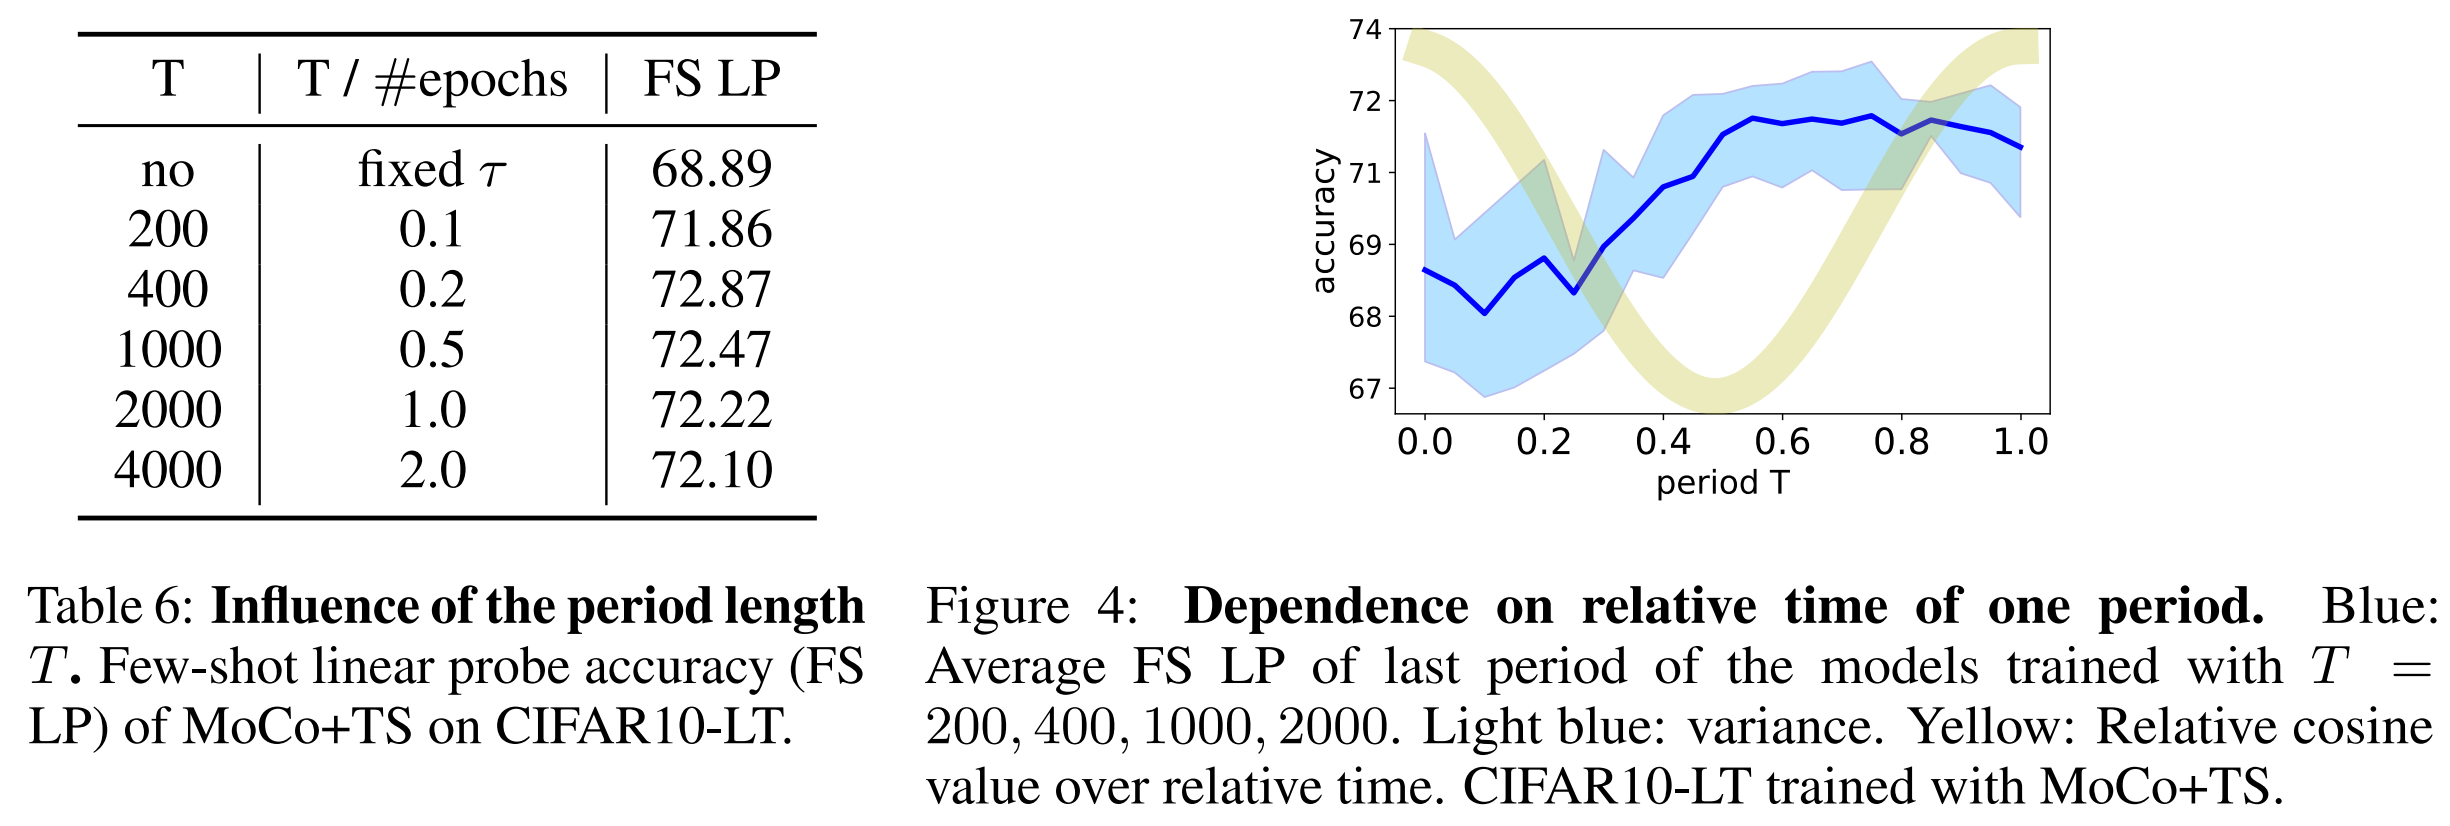 T T / #epochs FS LP
no fixed τ 68.89
200 0.1 71.86
400 0.2 72.87
1000 0.5 72.47
2000 1.0 72.22
4000 2.0 72.10
Table 6: Influence of the period length
T. Few-shot linear probe accuracy (FS
LP) of MoCo+TS on CIFAR10-LT.
74
72
71
69
68
67
accuracy
0.0 0.2 0.4 0.6 0.8 1.0
period T
Figure 4: Dependence on relative time of one period. Blue:
Average FS LP of last period of the models trained with T =
200, 400, 1000, 2000. Light blue: variance. Yellow: Relative cosine
value over relative time. CIFAR10-LT trained with MoCo+TS.